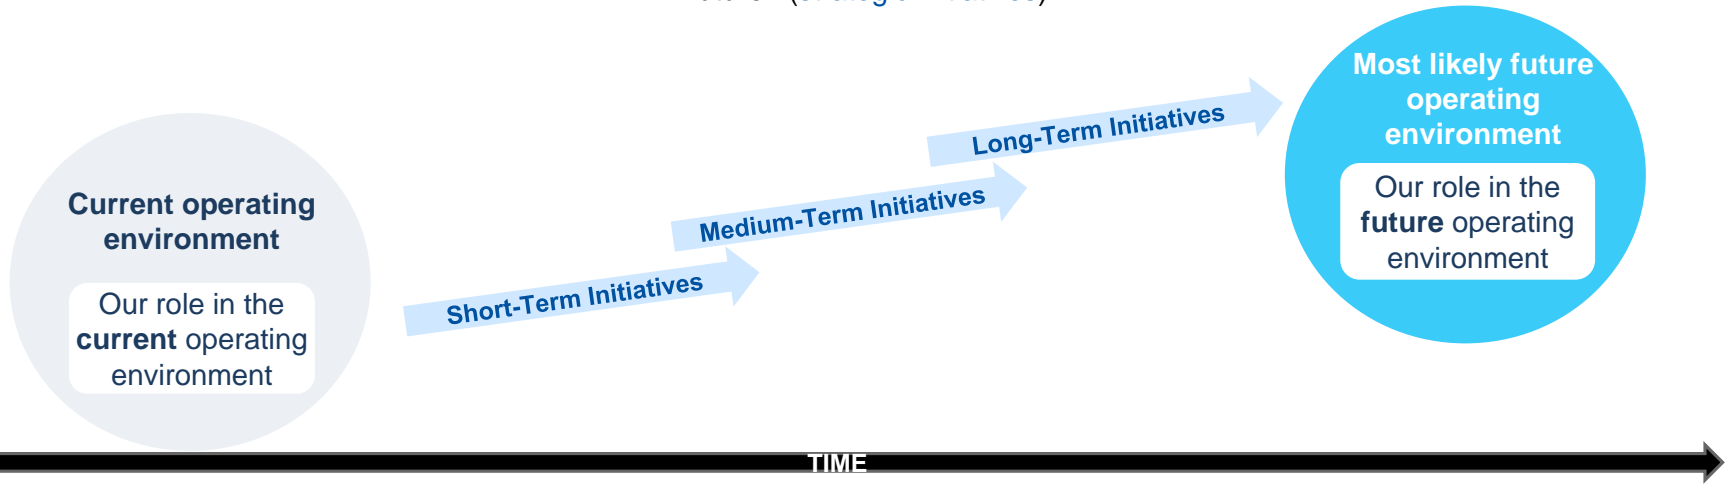 Most likely future
operating
environment
Our role in the
future operating
environment
Long-Term Initiatives
Medium-Term Initiatives
Short-Term Initiatives
Current operating
environment
Our role in the
current operating
environment
TIME